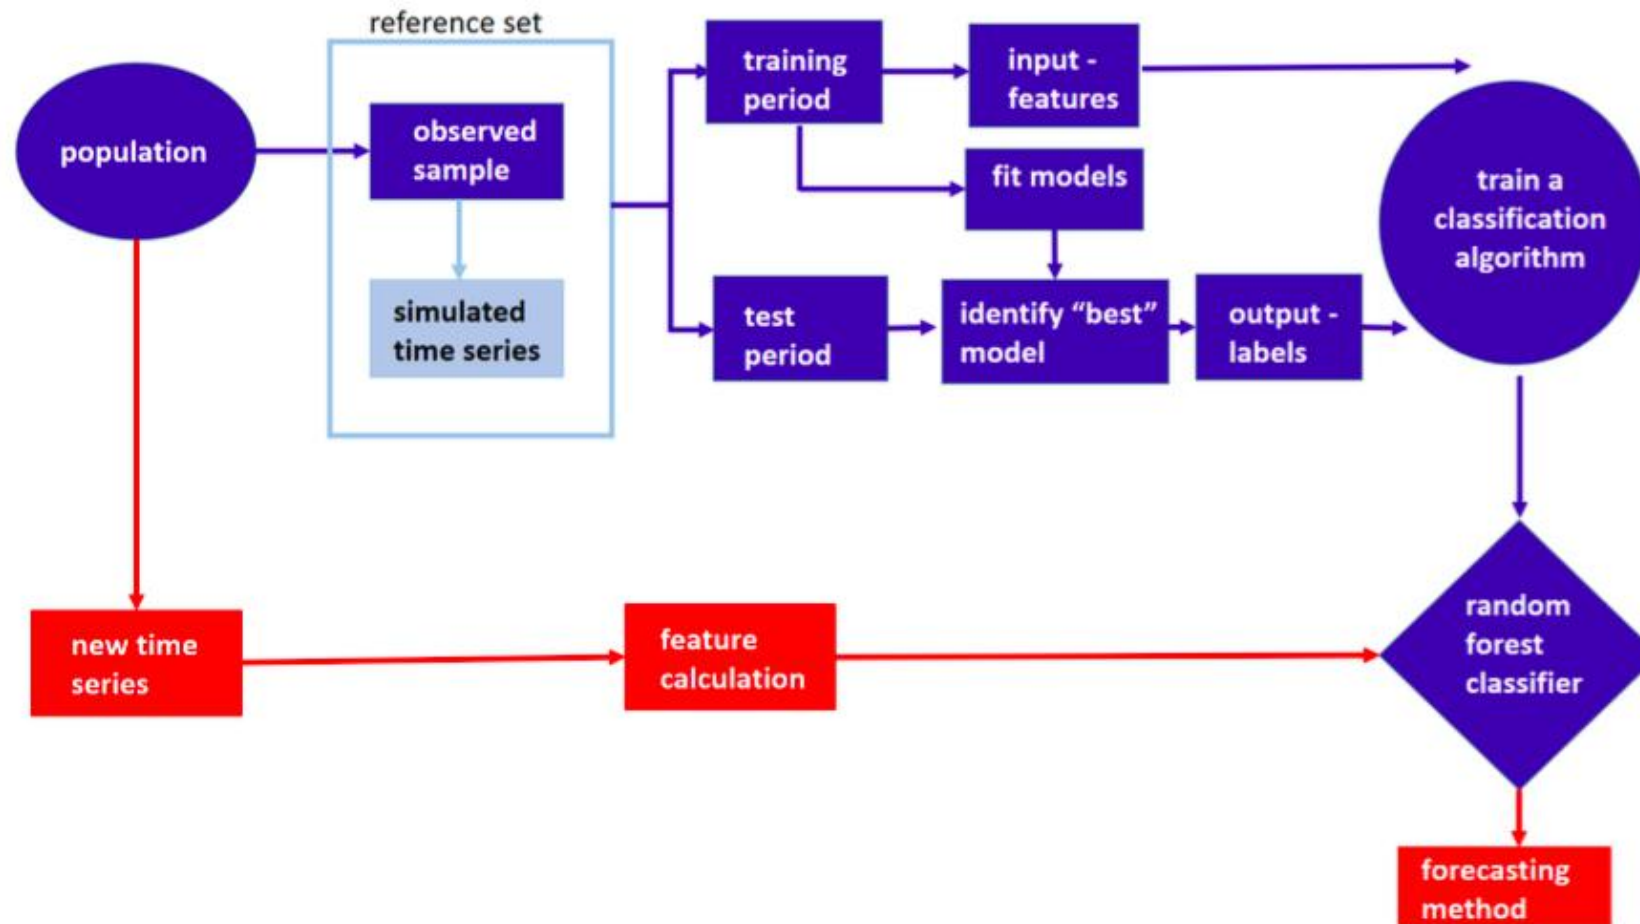 reference set
population
observed
sample
simulated
time series
training
period
input -
features
fit models
test
period
identify “best”
model
output -
labels
train a
classification
algorithm
new time
series
feature
calculation
random
forest
classifier
forecasting
method